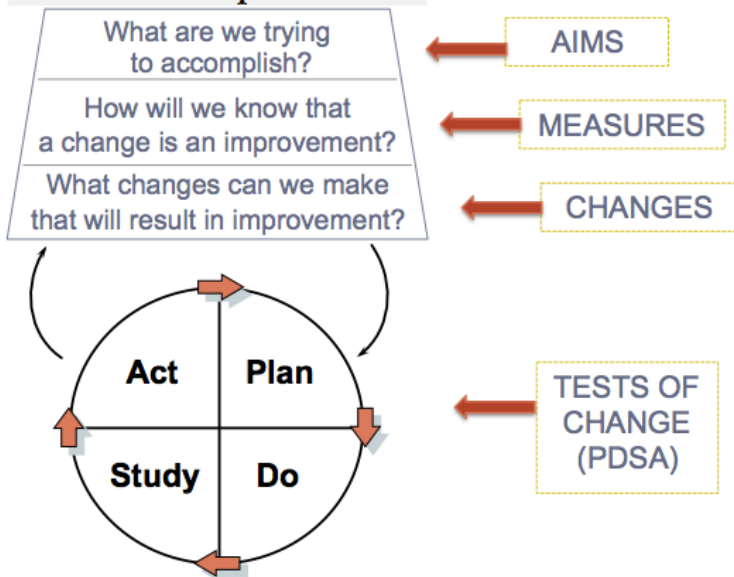 What are we trying
to accomplish?
AIMS
How will we know that
a change is an improvement?
MEASURES
What changes can we make
that will result in improvement?
CHANGES
Act
Plan
Study
Do
TESTS OF
CHANGE
(PDSA)